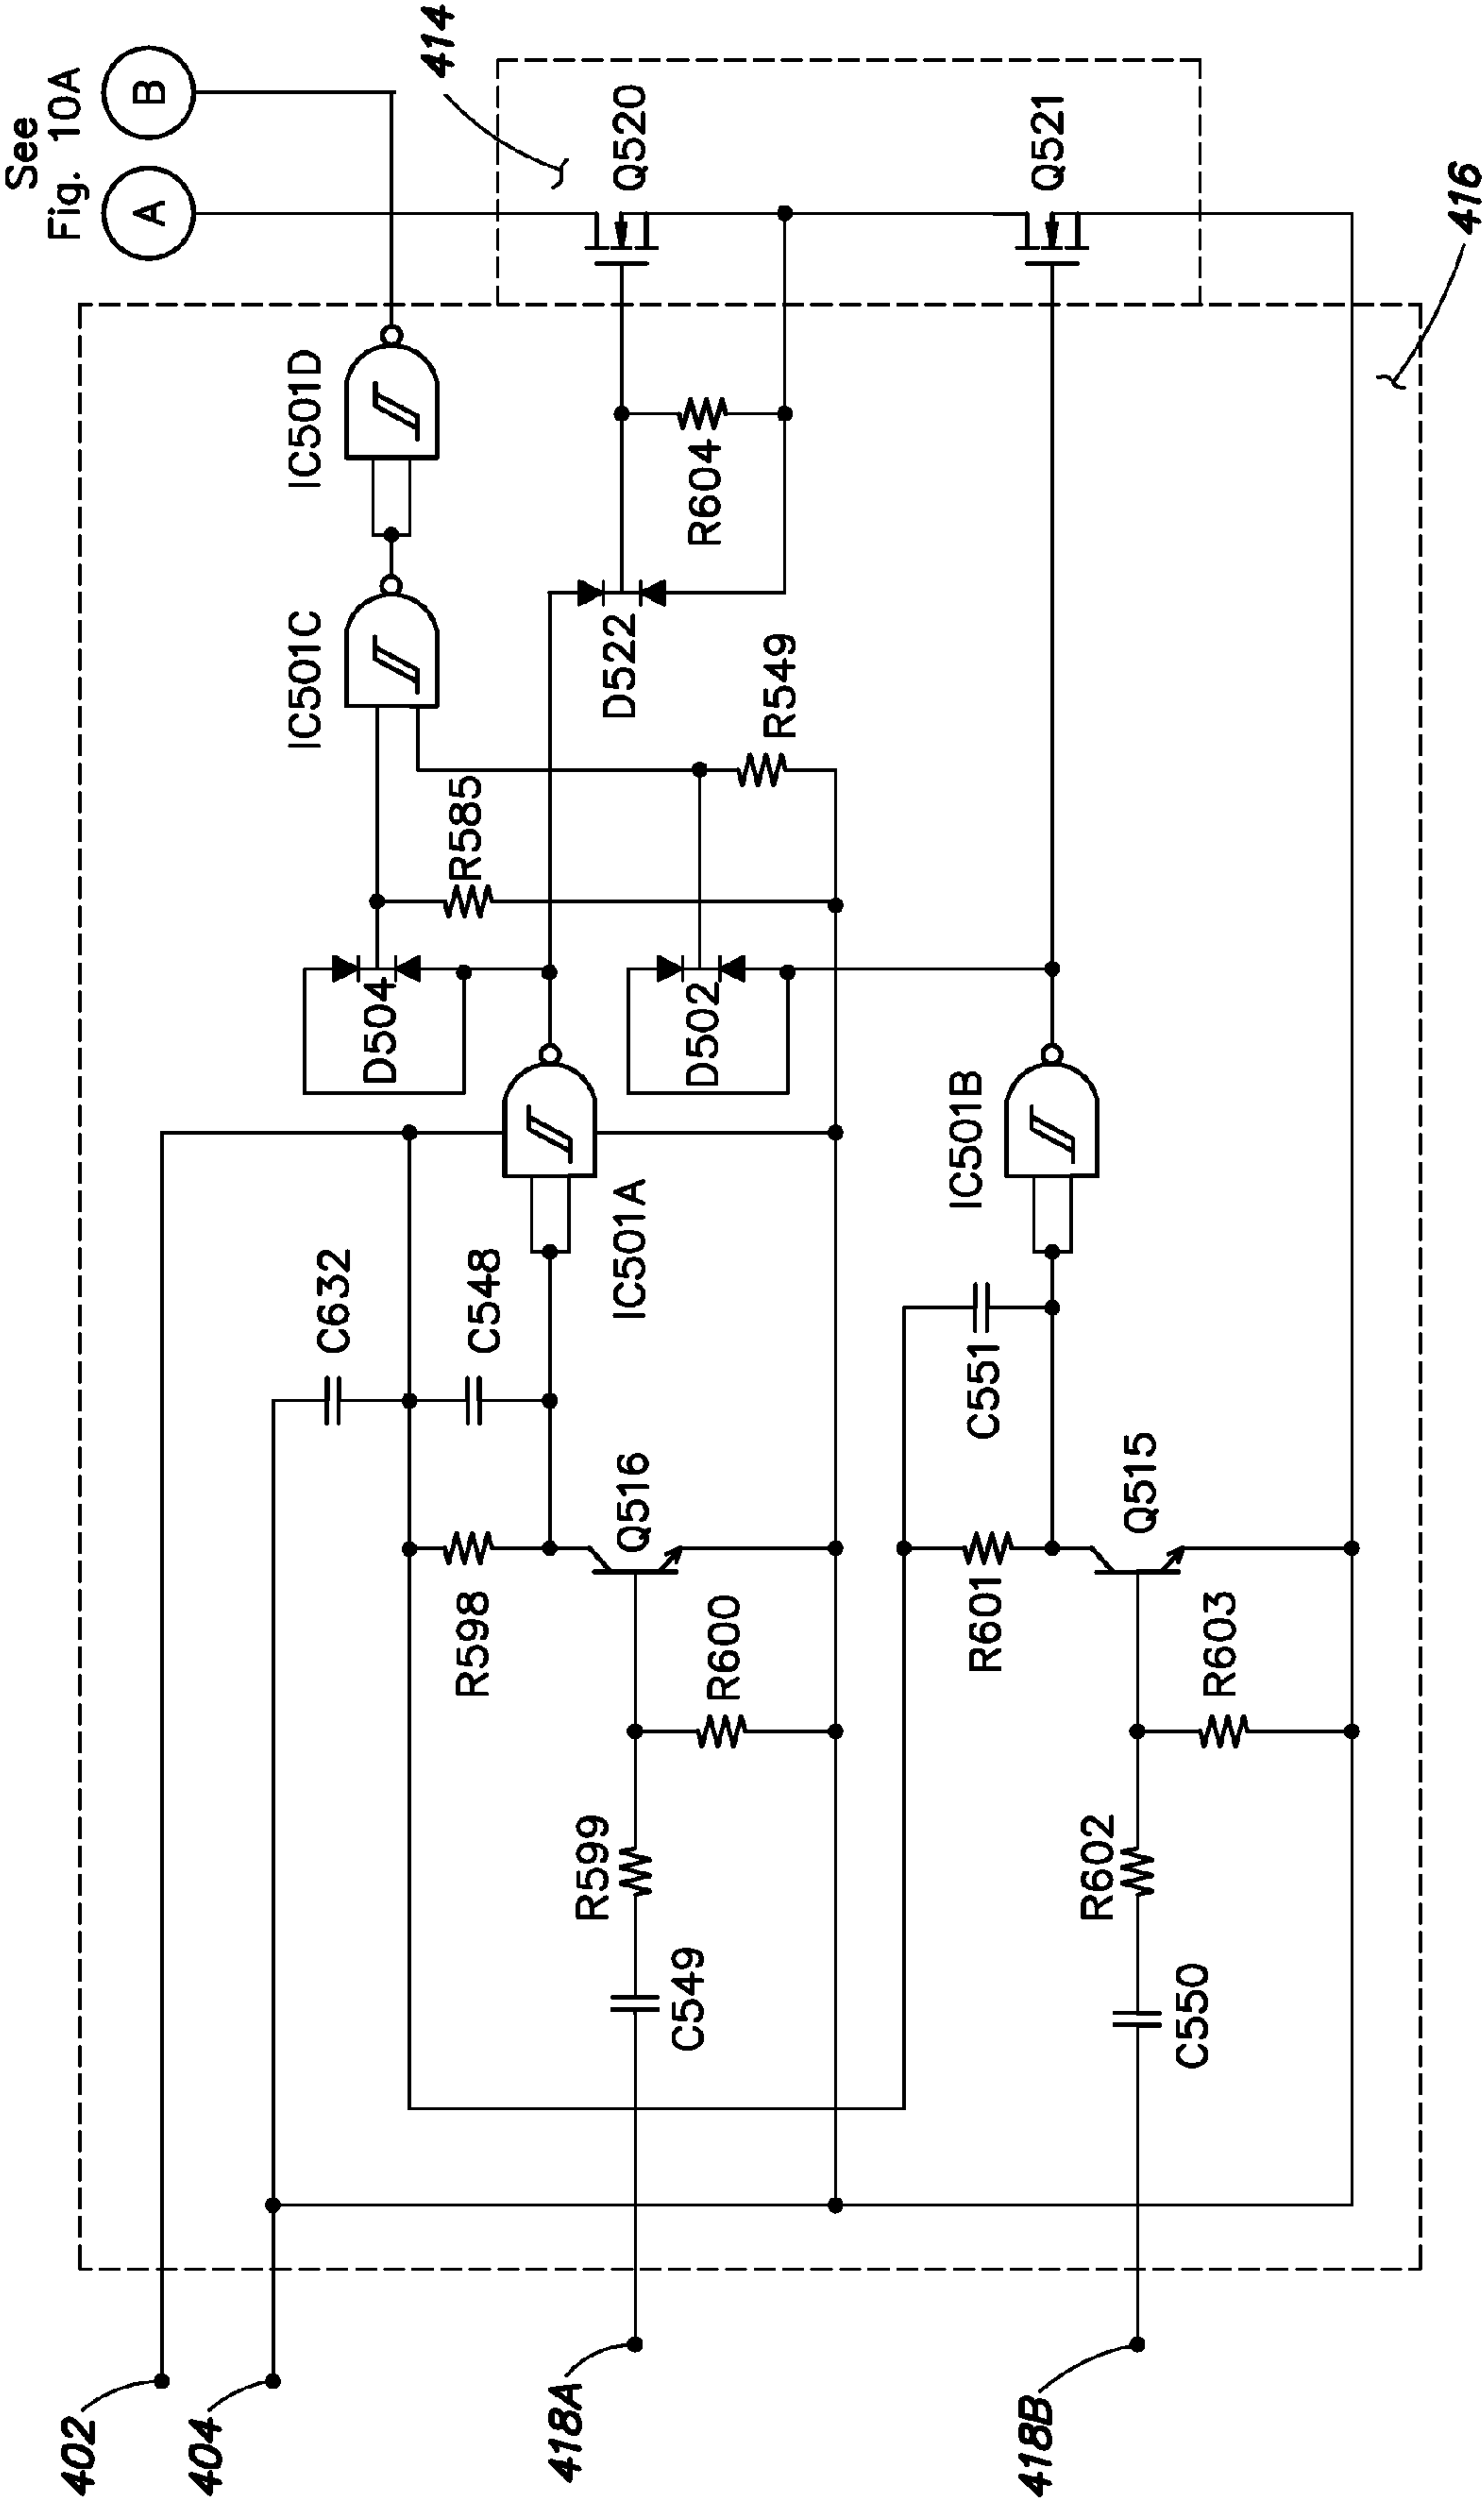 See
Fig. 10A
A
B
414
IC501C
IC501D
Q520
R604
D522
R549
R585
D504
D502
Q521
C632
C548
IC501A
IC501B
C551
Q516
R598
R600
R599
C549
Q515
R601
R603
R602
C550
402
404
418A
418B
416